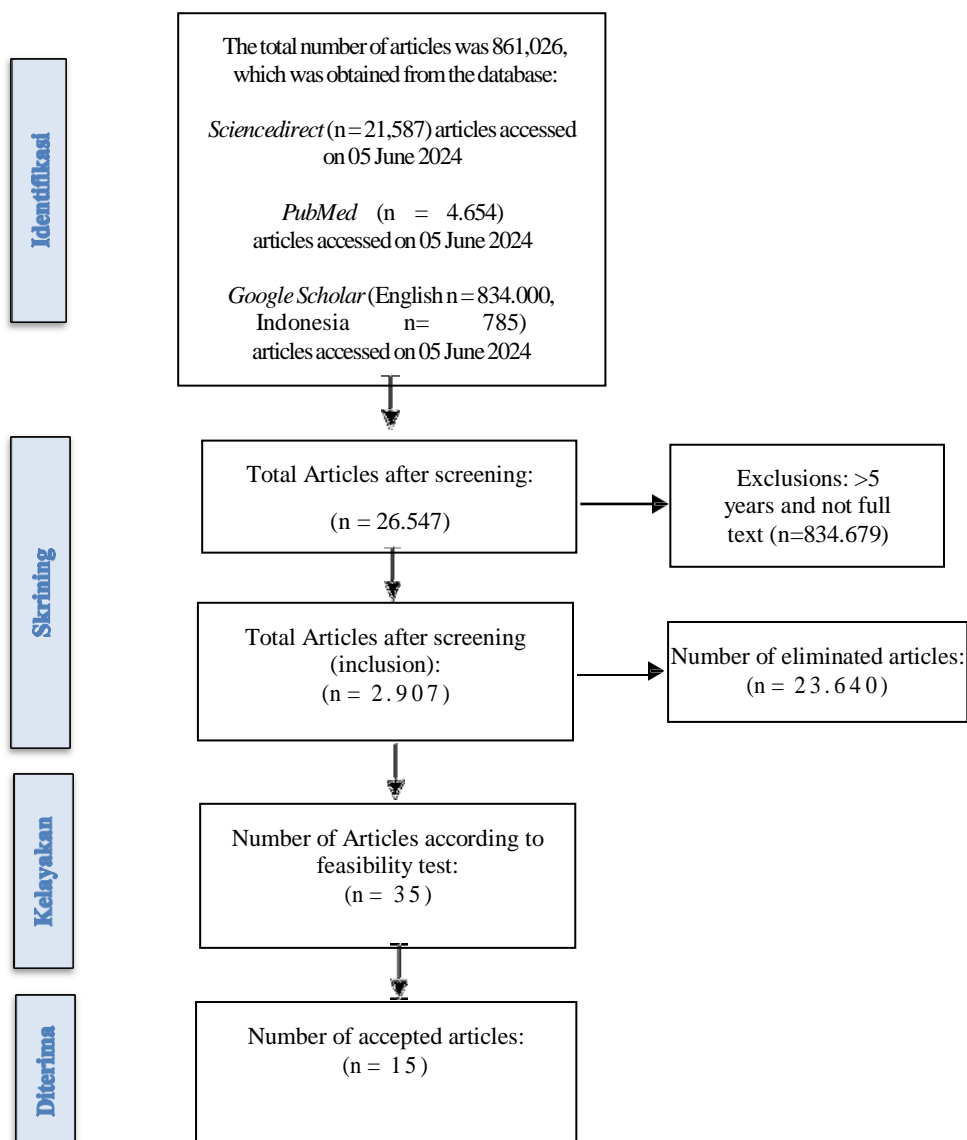 Identifikasi
The total number of articles was 861,026,
which was obtained from the database:
Sciencedirect (n = 21,587) articles accessed
on 05 June 2024
PubMed (n = 4.654)
articles accessed on 05 June 2024
Google Scholar (English n = 834.000,
Indonesia n= 785)
articles accessed on 05 June 2024
Skrining
Total Articles after screening:
(n = 26.547)
Exclusions: >5
years and not full
text (n=834.679)
Total Articles after screening
(inclusion):
(n = 2.907)
Number of eliminated articles:
(n = 23.640)
Kelayakan
Number of Articles according to
feasibility test:
(n = 35)
Diterima
Number of accepted articles:
(n = 15)